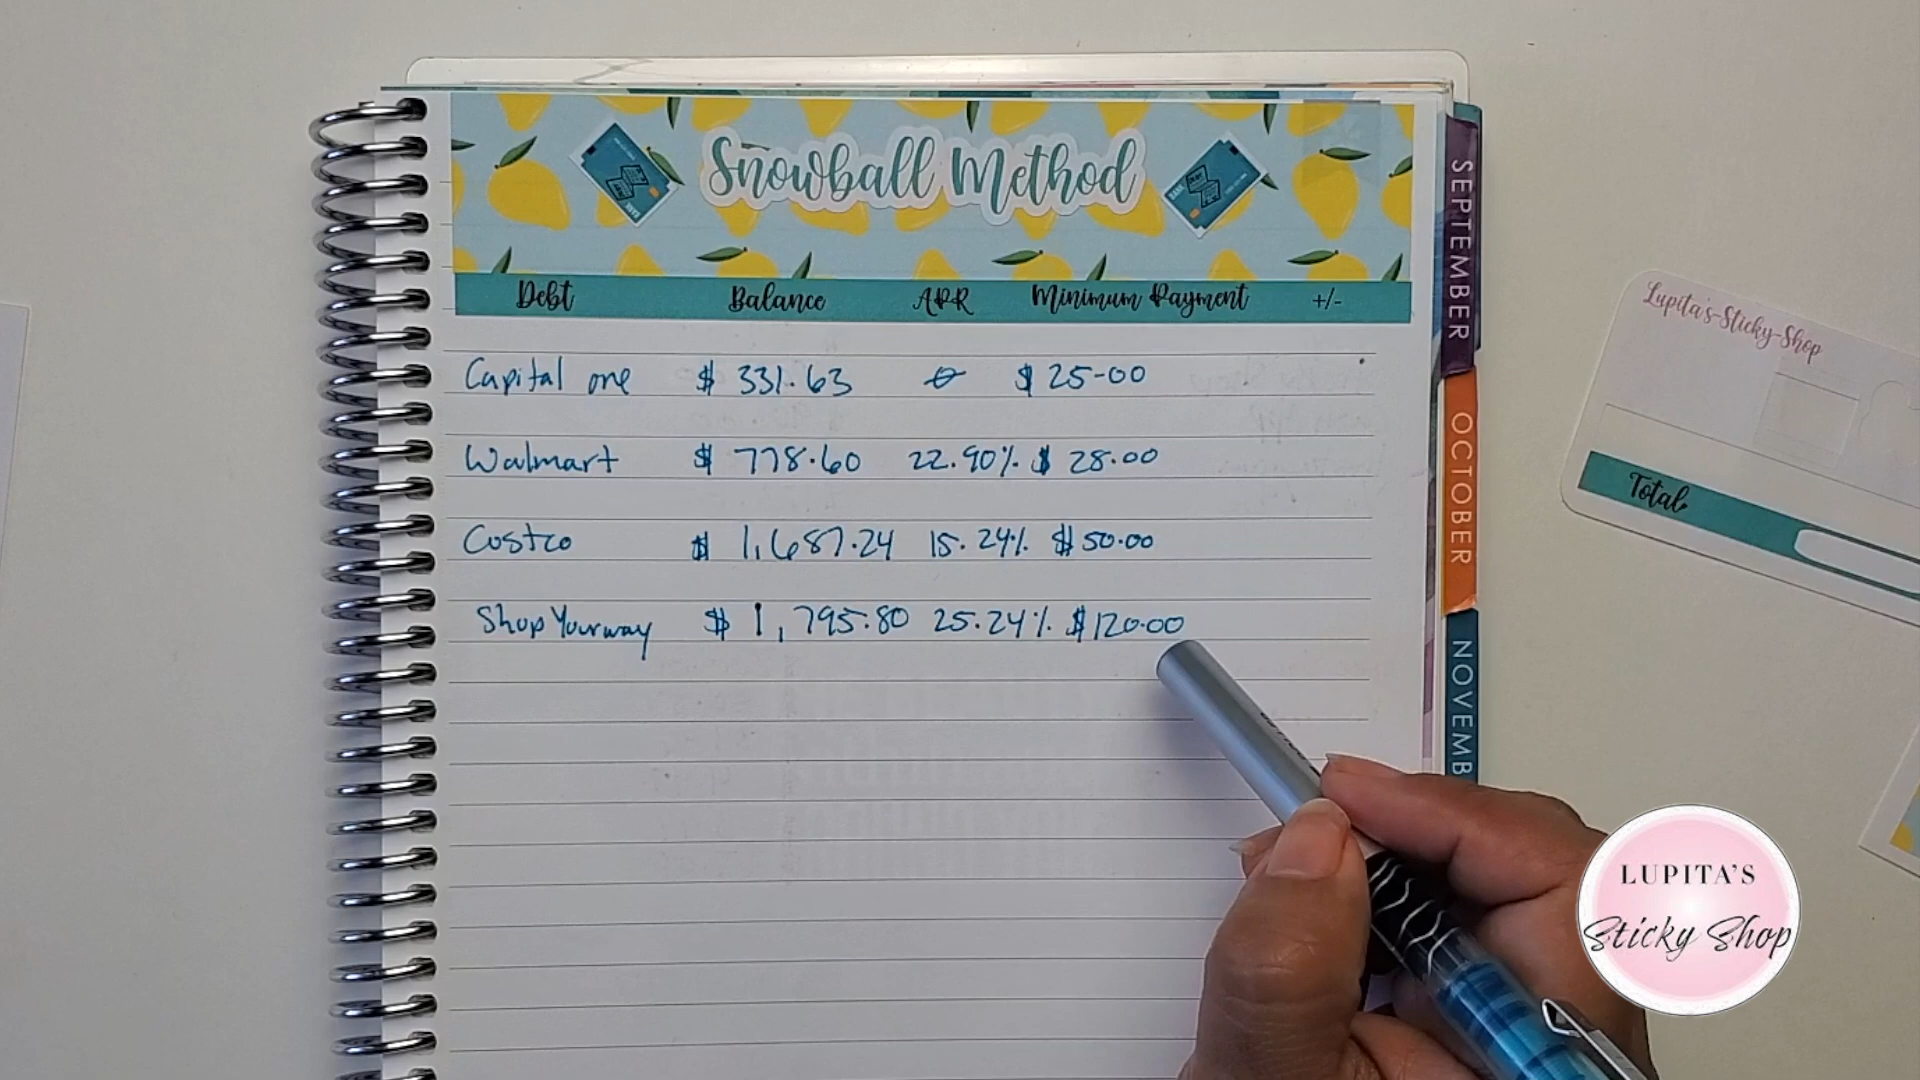 Snowball Method
Debt Balance APR Minimum Payment +/-
Capital one $ 331.63 0 $ 25-00
Walmart $ 778.60 22.90% $ 28.00
Costco $ 1,687.24 15.24% $50.00
Shop Yourway $ 1,795.80 25.24% $120.00
SEPTEMBER
OCTOBER
NOVEMB
Lupita's-Sticky-Shop
Total
LUPITA'S
Sticky Shop